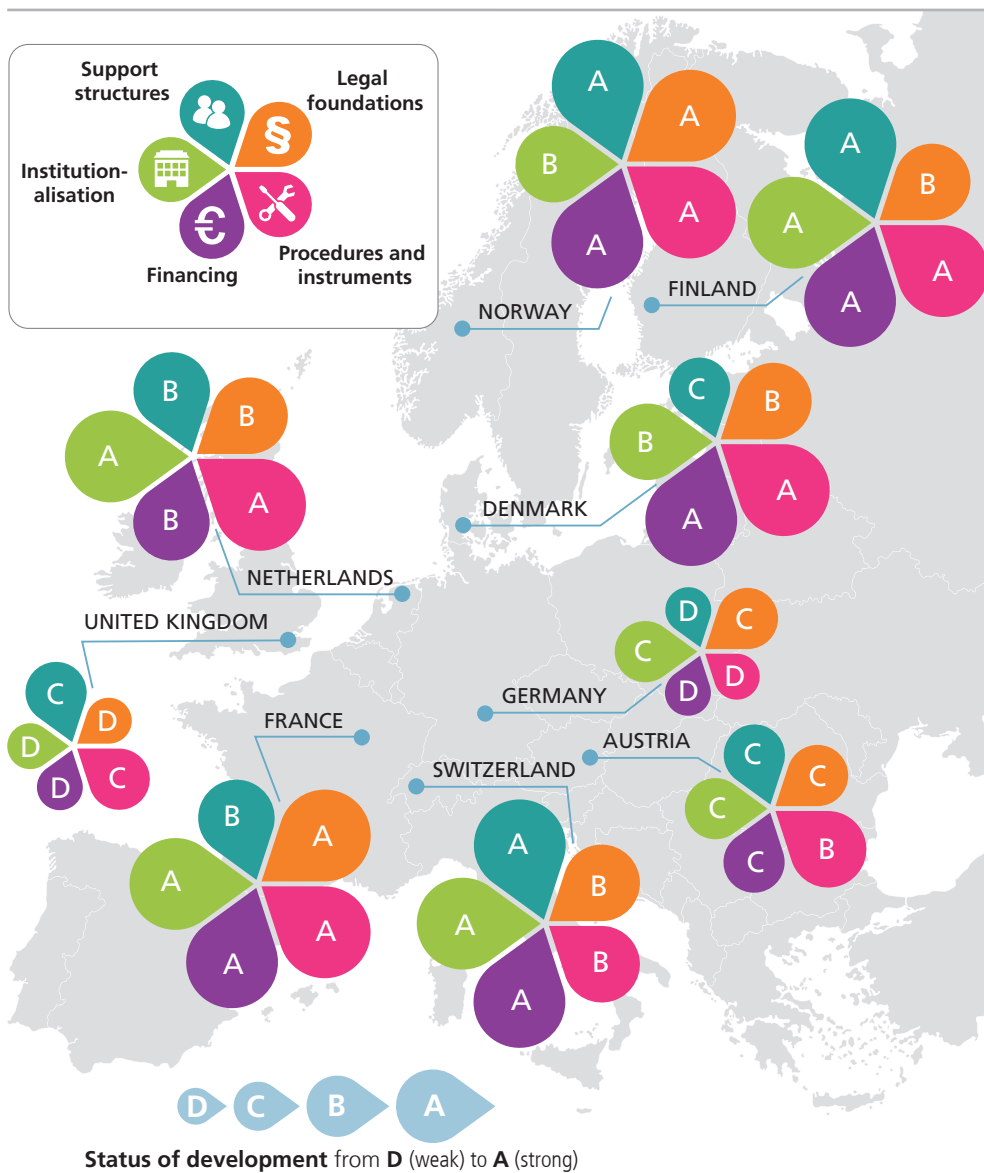 Support
structures
Legal
foundations
§
Institution-
alisation
€
Financing
Procedures and
instruments
A
A
B
A
A
NORWAY
A
B
A
A
A
FINLAND
B
B
A
A
B
NETHERLANDS
C
B
B
A
A
DENMARK
UNITED KINGDOM
C
D
D
C
D
D
C
C
D
D
GERMANY
FRANCE
B
A
A
A
A
SWITZERLAND
A
B
A
B
A
AUSTRIA
C
C
C
B
C
D C B A
Status of development from D (weak) to A (strong)